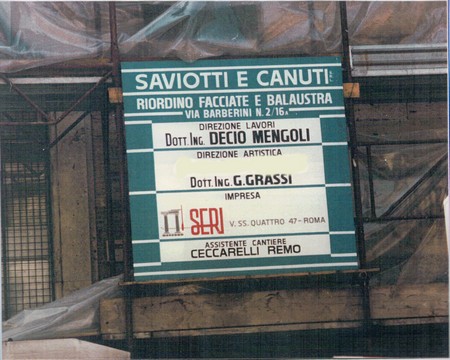 SAVIOTTI E CANUTI
RIORDINO FACCIATE E BALAUSTRA
VIA BARBERINI N. 2/16
DIREZIONE LAVORI
DOTT. ING. DECIO MENGOLI
DIREZIONE ARTISTICA
DOTT. ING. G. GRASSI
IMPRESA
SERI V. SS. QUATTRO 47-ROMA
ASSISTENTE CANTIERE
CECCARELLI REMO